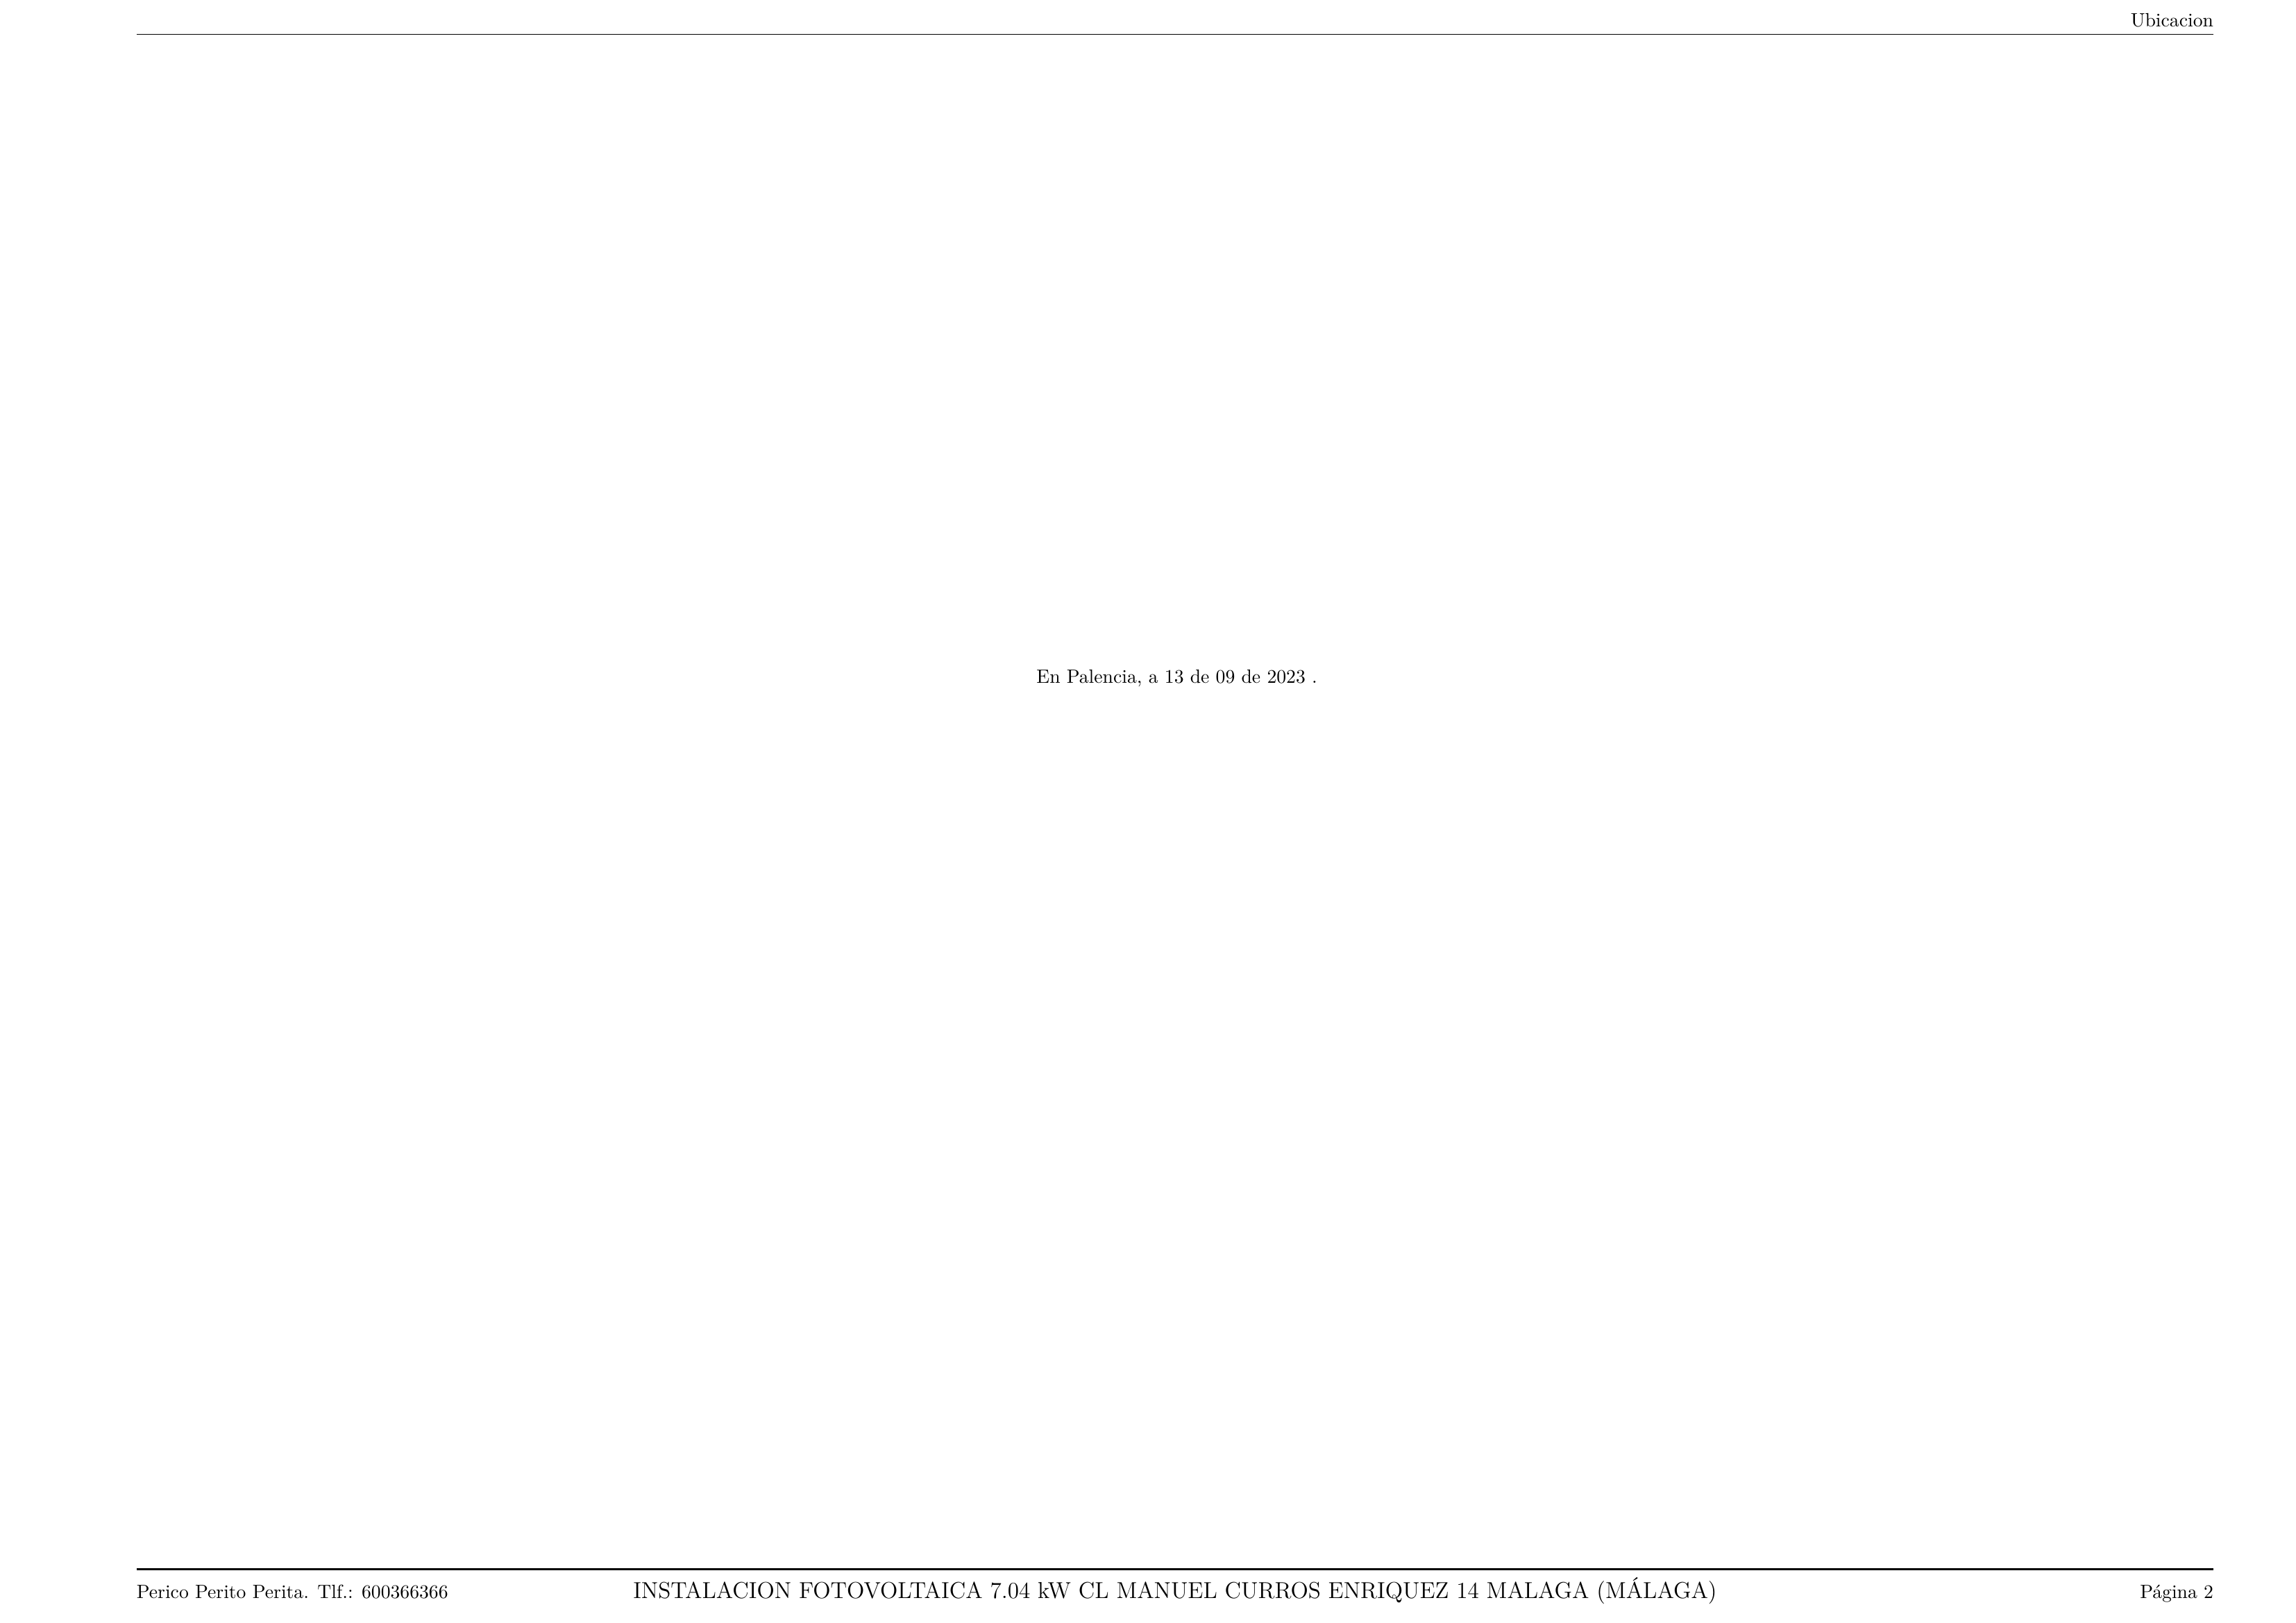 Ubicacion
En Palencia, a 13 de 09 de 2023 .
Perico Perito Perita. Tlf.: 600366366 INSTALACION FOTOVOLTAICA 7.04 kW CL MANUEL CURROS ENRIQUEZ 14 MALAGA (MÁLAGA) Página 2